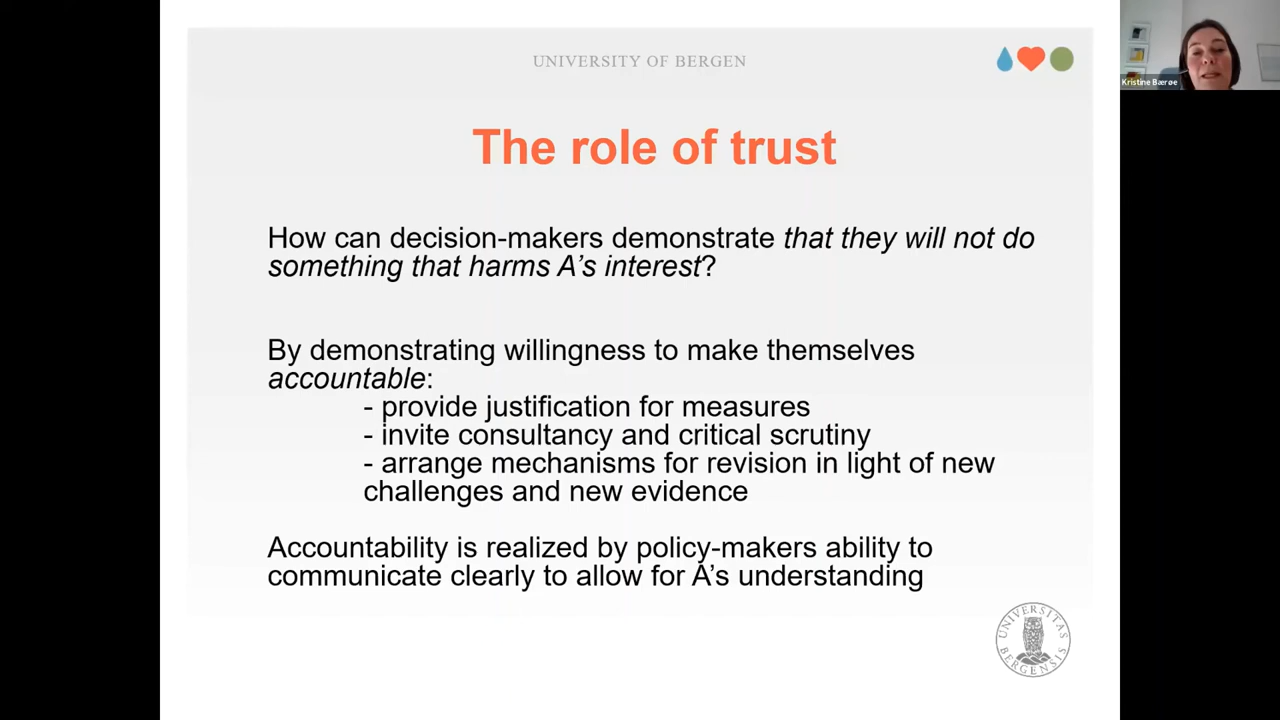 UNIVERSITY OF BERGEN
Kristine Bærøe
The role of trust
How can decision-makers demonstrate that they will not do
something that harms A's interest?
By demonstrating willingness to make themselves
accountable:
- provide justification for measures
- invite consultancy and critical scrutiny
- arrange mechanisms for revision in light of new
challenges and new evidence
Accountability is realized by policy-makers ability to
communicate clearly to allow for A's understanding
UNIVERSITAS
BERGENSIS